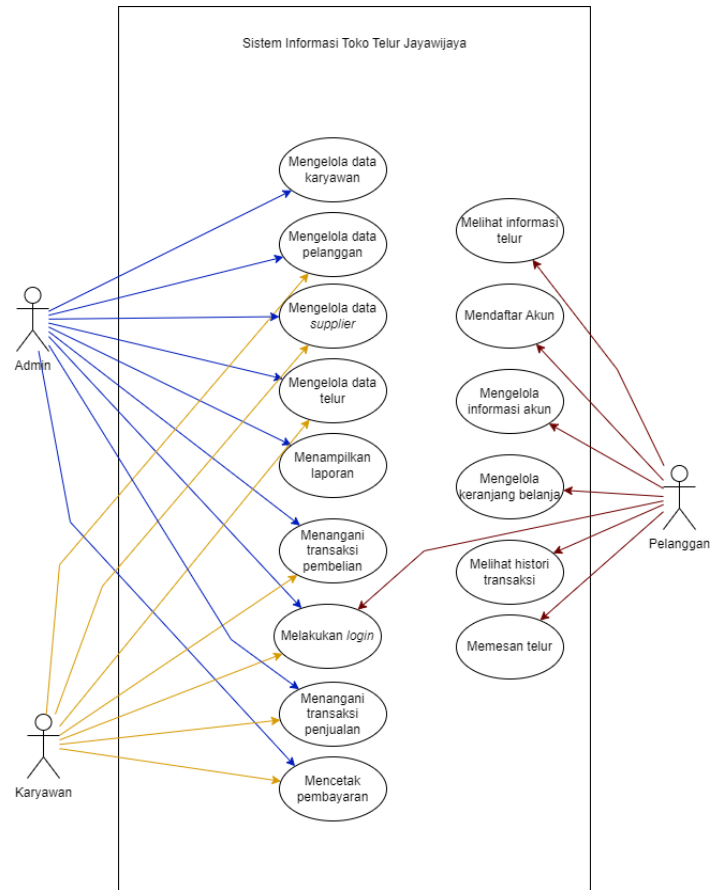 Sistem Informasi Toko Telur Jayawijaya
Mengelola data
karyawan
Mengelola data
pelanggan
Mengelola data
supplier
Mengelola data
telur
Menampilkan
laporan
Menangani
transaksi
pembelian
Melakukan login
Menangani
transaksi
penjualan
Mencetak
pembayaran
Melihat informasi
telur
Mendaftar Akun
Mengelola
informasi akun
Mengelola
keranjang belanja
Melihat histori
transaksi
Memesan telur
Admin
Karyawan
Pelanggan